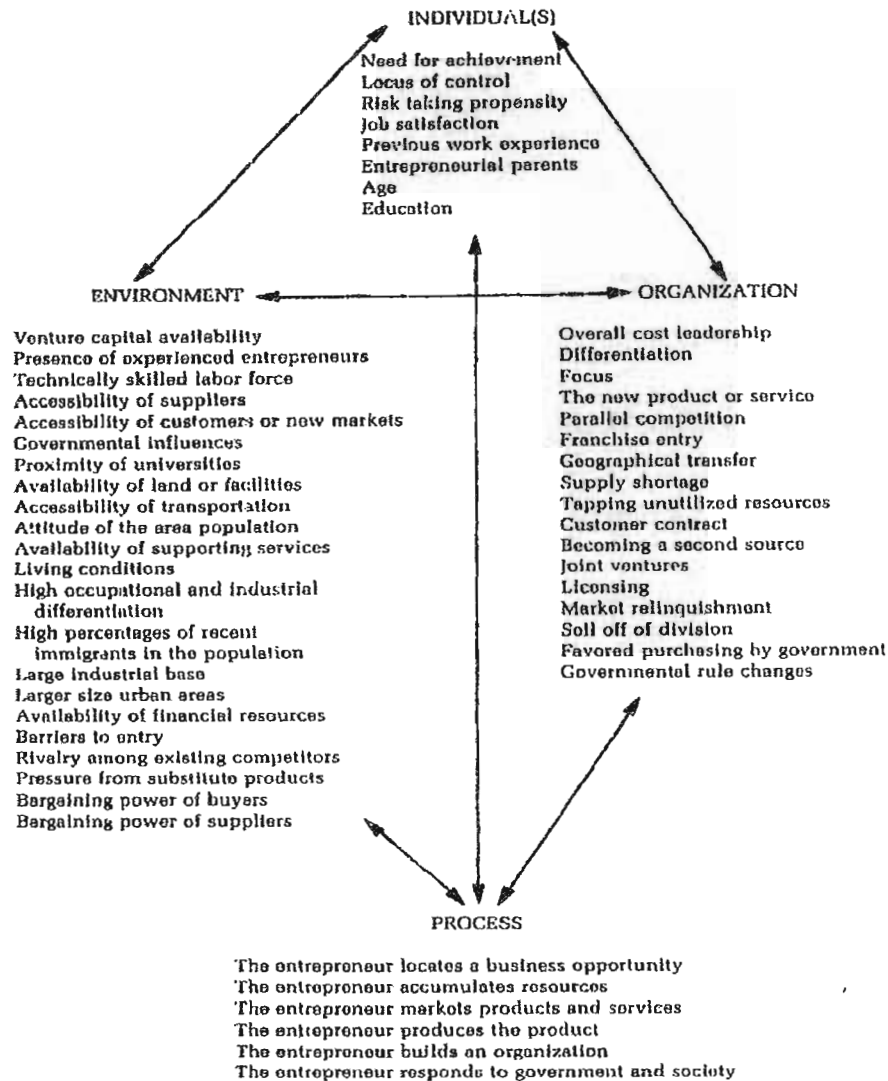 INDIVIDUAL(S)
Need for achievement
Locus of control
Risk taking propensity
Job satisfaction
Previous work experience
Entrepreneurial parents
Age
Education
ENVIRONMENT
Venture capital availability
Presence of experienced entrepreneurs
Technically skilled labor force
Accessibility of suppliers
Accessibility of customers or new markets
Governmental influences
Proximity of universities
Availability of land or facilities
Accessibility of transportation
Attitude of the area population
Availability of supporting services
Living conditions
High occupational and industrial
differentiation
High percentages of recent
immigrants in the population
Large industrial base
Larger size urban areas
Availability of financial resources
Barriers to entry
Rivalry among existing competitors
Pressure from substitute products
Bargaining power of buyers
Bargaining power of suppliers
ORGANIZATION
Overall cost leadership
Differentiation
Focus
The new product or service
Parallel competition
Franchise entry
Geographical transfer
Supply shortage
Tapping unutilized resources
Customer contract
Becoming a second source
Joint ventures
Licensing
Market relinquishment
Sell off of division
Favored purchasing by government
Governmental rule changes
PROCESS
The entrepreneur locates a business opportunity
The entrepreneur accumulates resources
The entrepreneur markets products and services
The entrepreneur produces the product
The entrepreneur builds an organization
The entrepreneur responds to government and society